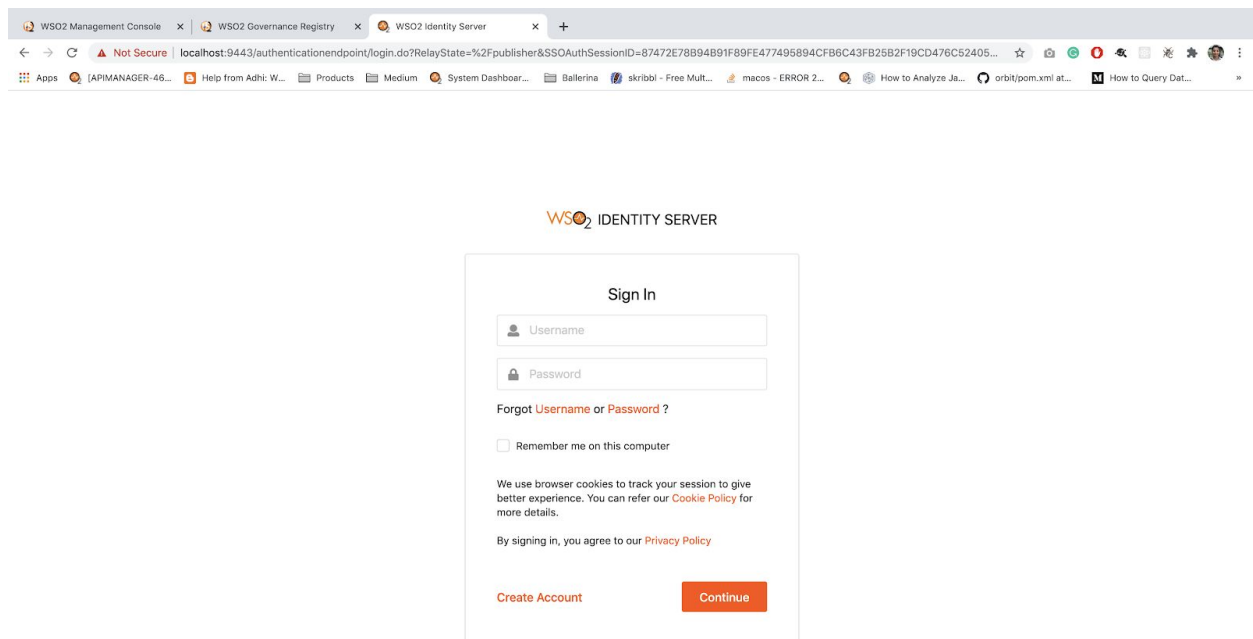 WSO2 Management Console
WSO2 Governance Registry
WSO2 Identity Server
Not Secure localhost:9443/authenticationendpoint/login.do?RelayState=%2Fpublisher&SSOAuthSessionID=87472E78B94B91F89FE477495894CFB6C43FB25B2F19CD476C52405...
Apps [APIMANAGER-46... Help from Adhi: W... Products Medium System Dashboar... Ballerina skribbl - Free Mult... macos - ERROR 2... How to Analyze Ja... orbit/pom.xml at... How to Query Dat... »
WSO2 IDENTITY SERVER
Sign In
Username
Password
Forgot Username or Password ?
Remember me on this computer
We use browser cookies to track your session to give
better experience. You can refer our Cookie Policy for
more details.
By signing in, you agree to our Privacy Policy
Create Account
Continue